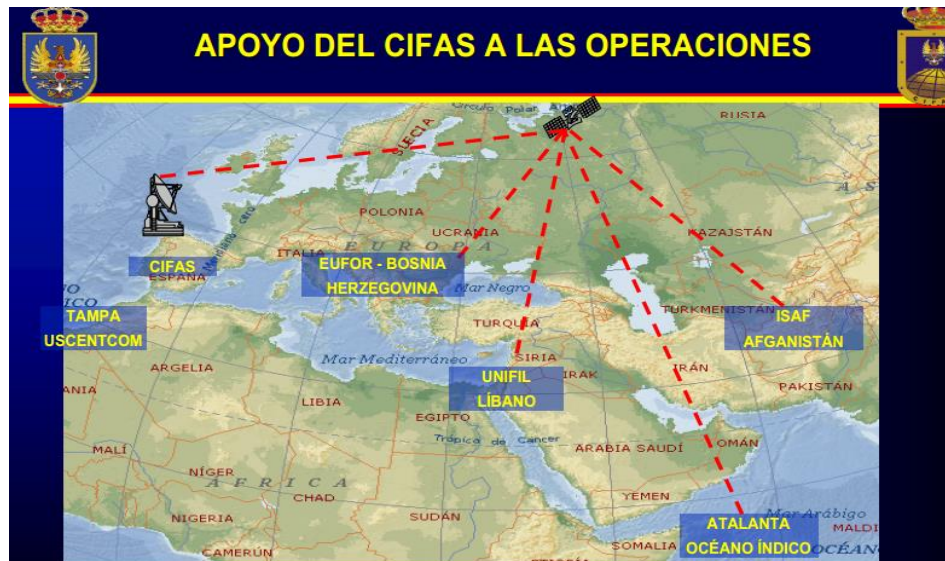 APOYO DEL CIFAS A LAS OPERACIONES
RUSIA
SUECIA
POLONIA
UCRANIA
KAZAJSTÁN
EUROPA
ITALIA
CIFAS
ESPAÑA
EUFOR - BOSNIA
HERZEGOVINA
Mar Negro
TAMPA
USCENTCOM
TURKMENISTÁN
ISAF
AFGANISTÁN
TURQUÍA
Mar Mediterráneo
SIRIA
ARGELIA
IRAK
IRÁN
UNIFIL
LÍBANO
PAKISTÁN
LIBIA
EGIPTO
Trópico de Cancer
ARABIA SAUDÍ
OMÁN
MALÍ
NÍGER
ÁFRICA
CHAD
YEMEN
NIGERIA
SUDÁN
Mar Arábigo
ATALANTA
OCÉANO ÍNDICO
SOMALIA
CAMERÚN